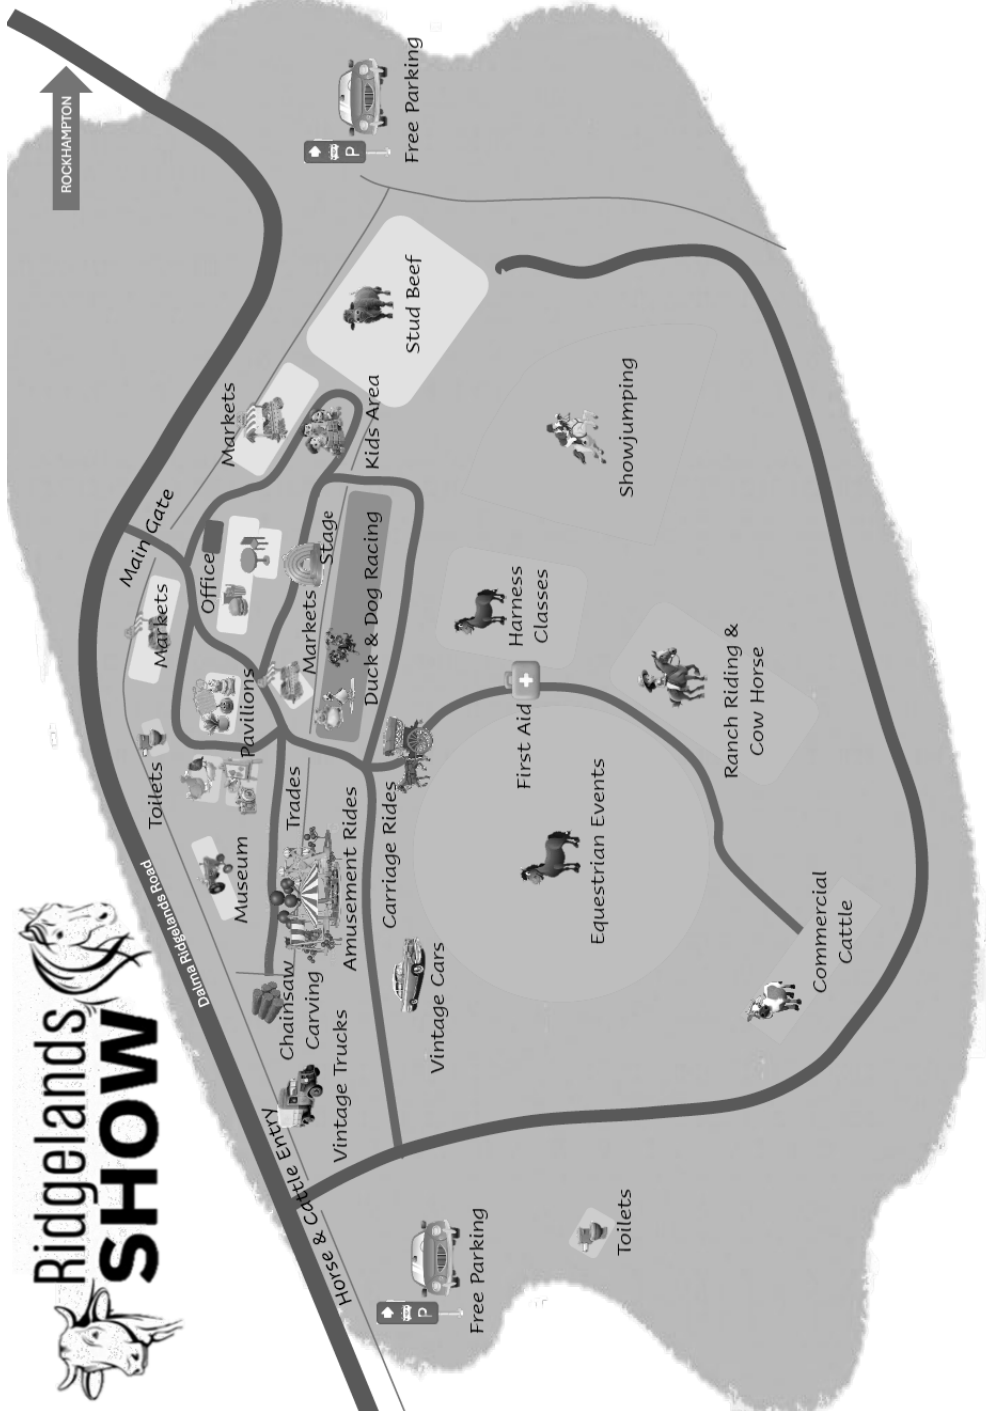 Ridgelands
SHOW
ROCKHAMPTON
Dalma Ridgelands Road
Main Gate
Toilets
Markets
Office
Markets
Museum
Pavilions
Horse & Cattle Entry
Chainsaw
Carving
Trades
Markets
Stage
Vintage Trucks
Amusement Rides
Duck & Dog Racing
Kids Area
Carriage Rides
Stud Beef
Free Parking
Vintage Cars
Free Parking
First Aid
Harness
Classes
Equestrian Events
Showjumping
Toilets
Ranch Riding &
Cow Horse
Commercial
Cattle
P
P